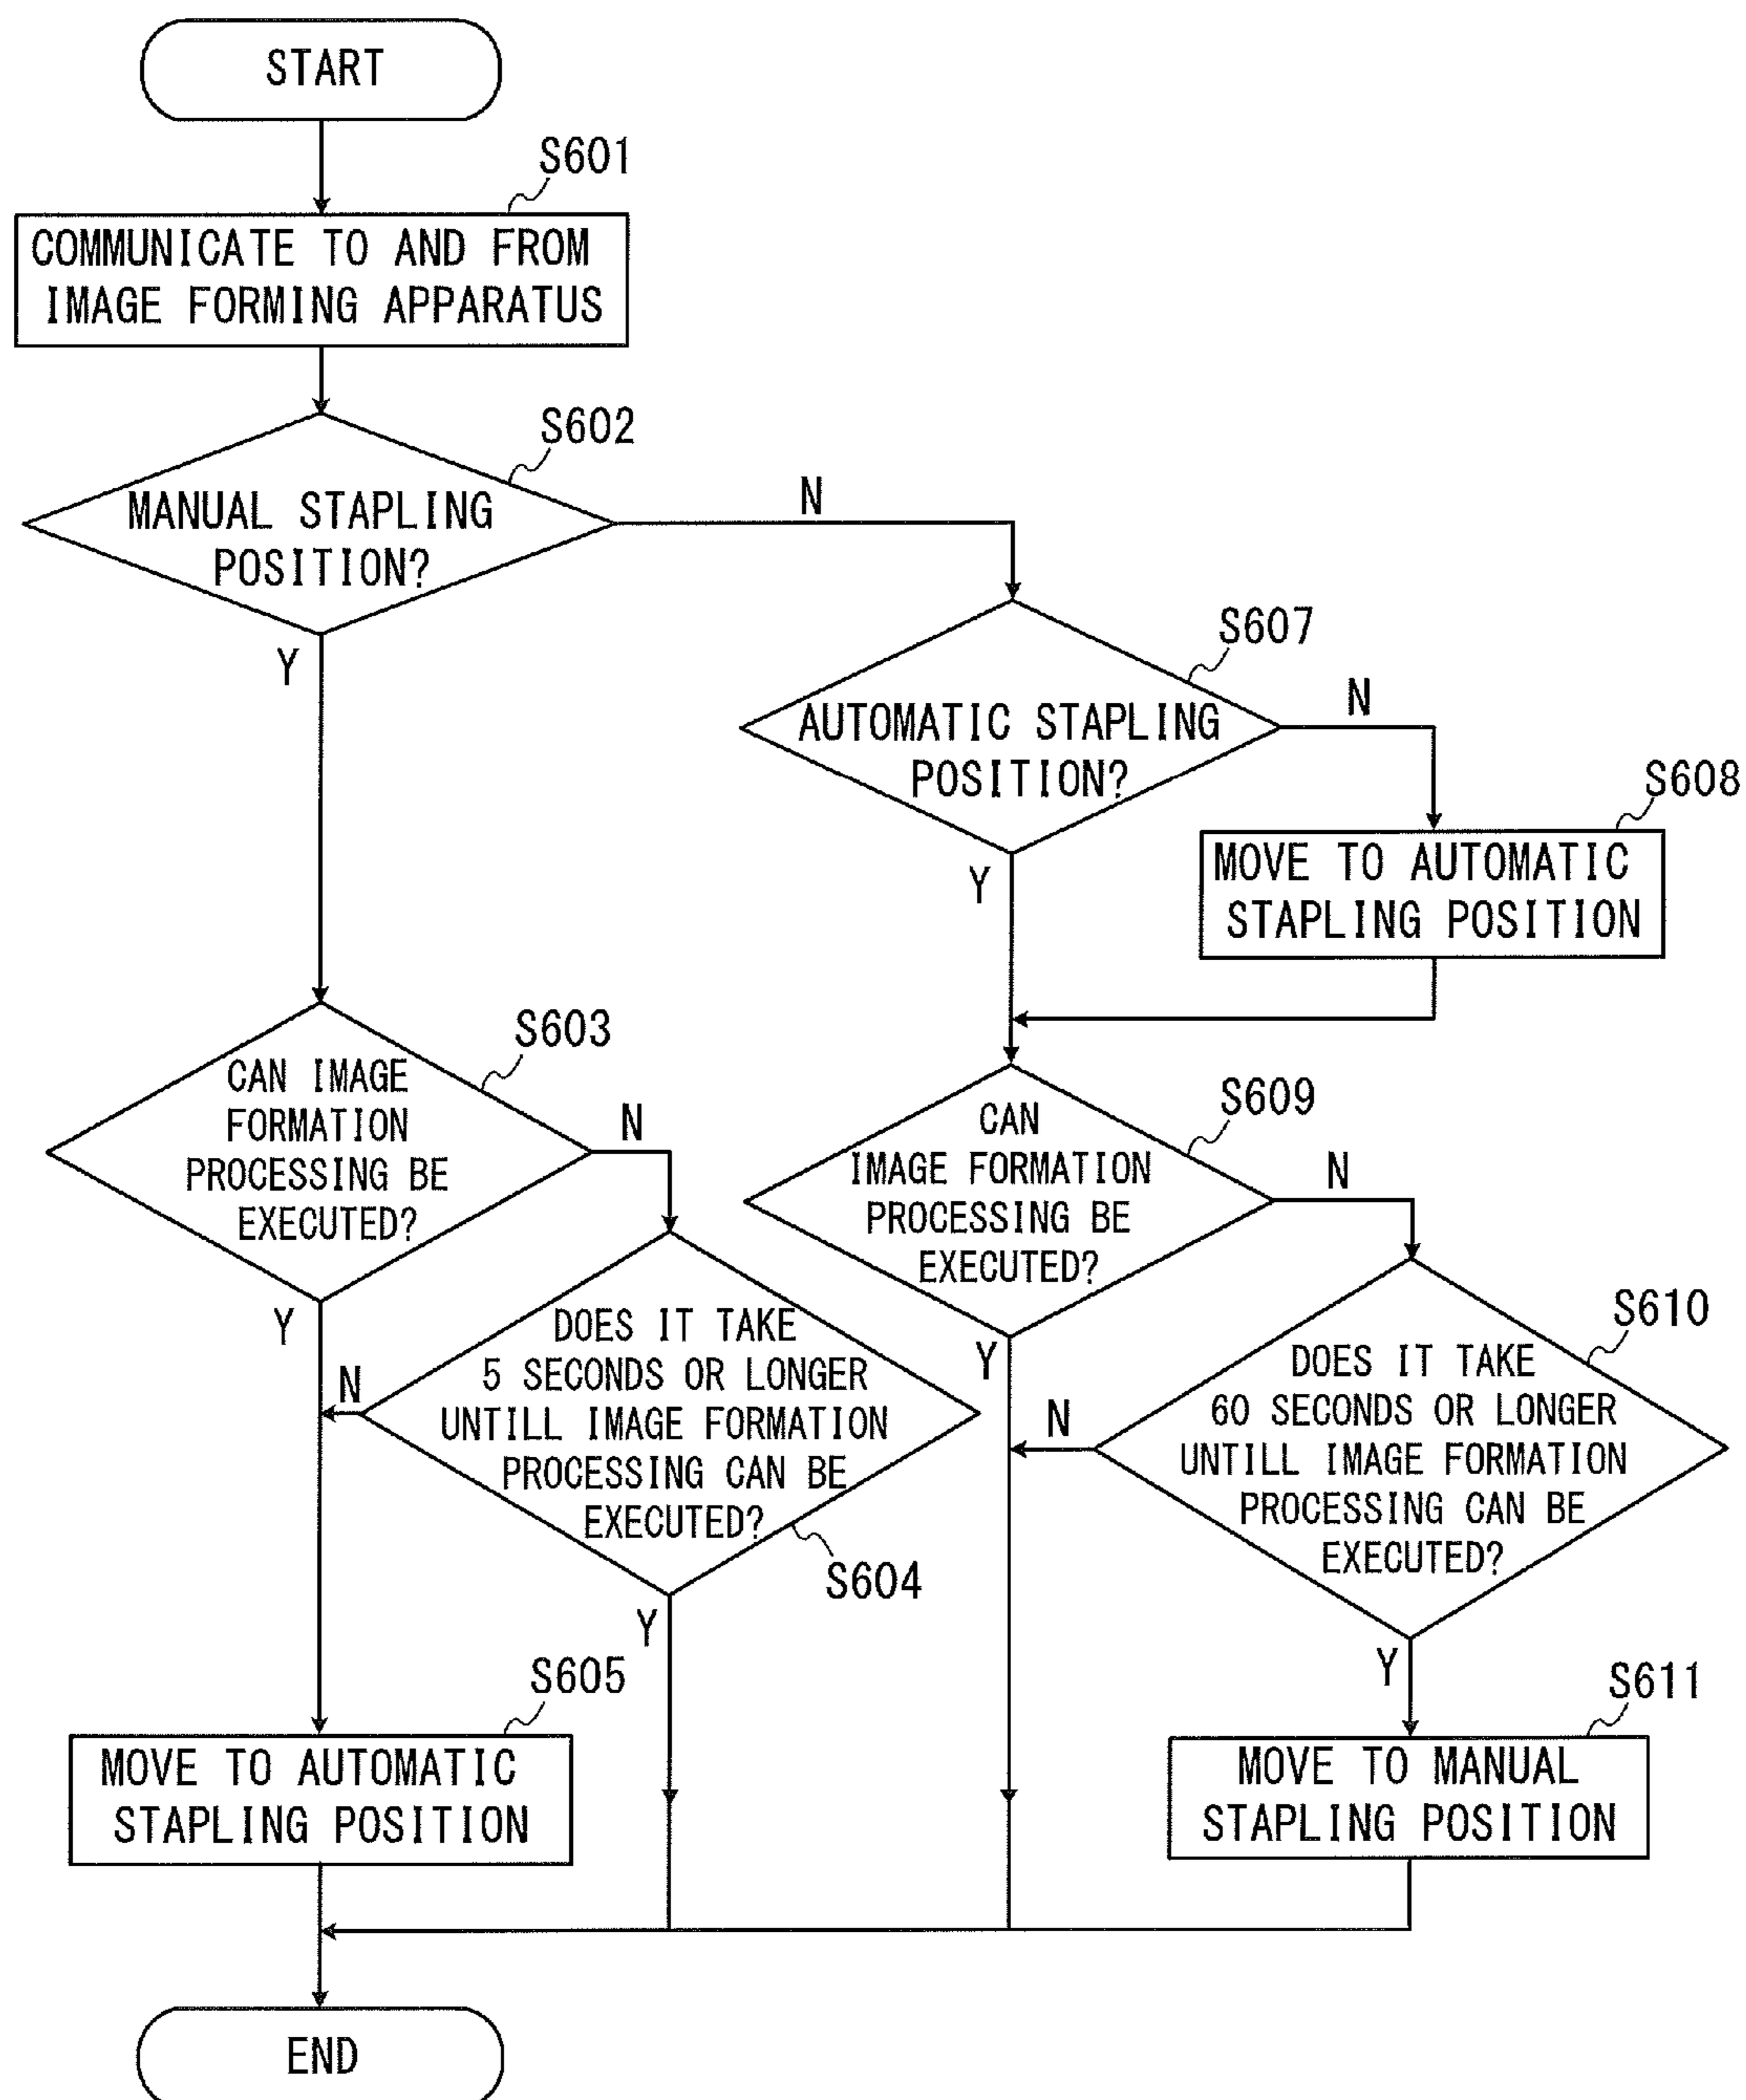 START
S601
COMMUNICATE TO AND FROM
IMAGE FORMING APPARATUS
S602
MANUAL STAPLING
POSITION?
N
Y
S607
AUTOMATIC STAPLING
POSITION?
N
Y
S608
MOVE TO AUTOMATIC
STAPLING POSITION
S603
CAN IMAGE
FORMATION
PROCESSING BE
EXECUTED?
N
Y
S609
CAN
IMAGE FORMATION
PROCESSING BE
EXECUTED?
N
Y
DOES IT TAKE
5 SECONDS OR LONGER
UNTILL IMAGE FORMATION
PROCESSING CAN BE
EXECUTED?
N
S604
Y
S610
DOES IT TAKE
60 SECONDS OR LONGER
UNTILL IMAGE FORMATION
PROCESSING CAN BE
EXECUTED?
N
Y
S605
MOVE TO AUTOMATIC
STAPLING POSITION
S611
MOVE TO MANUAL
STAPLING POSITION
END